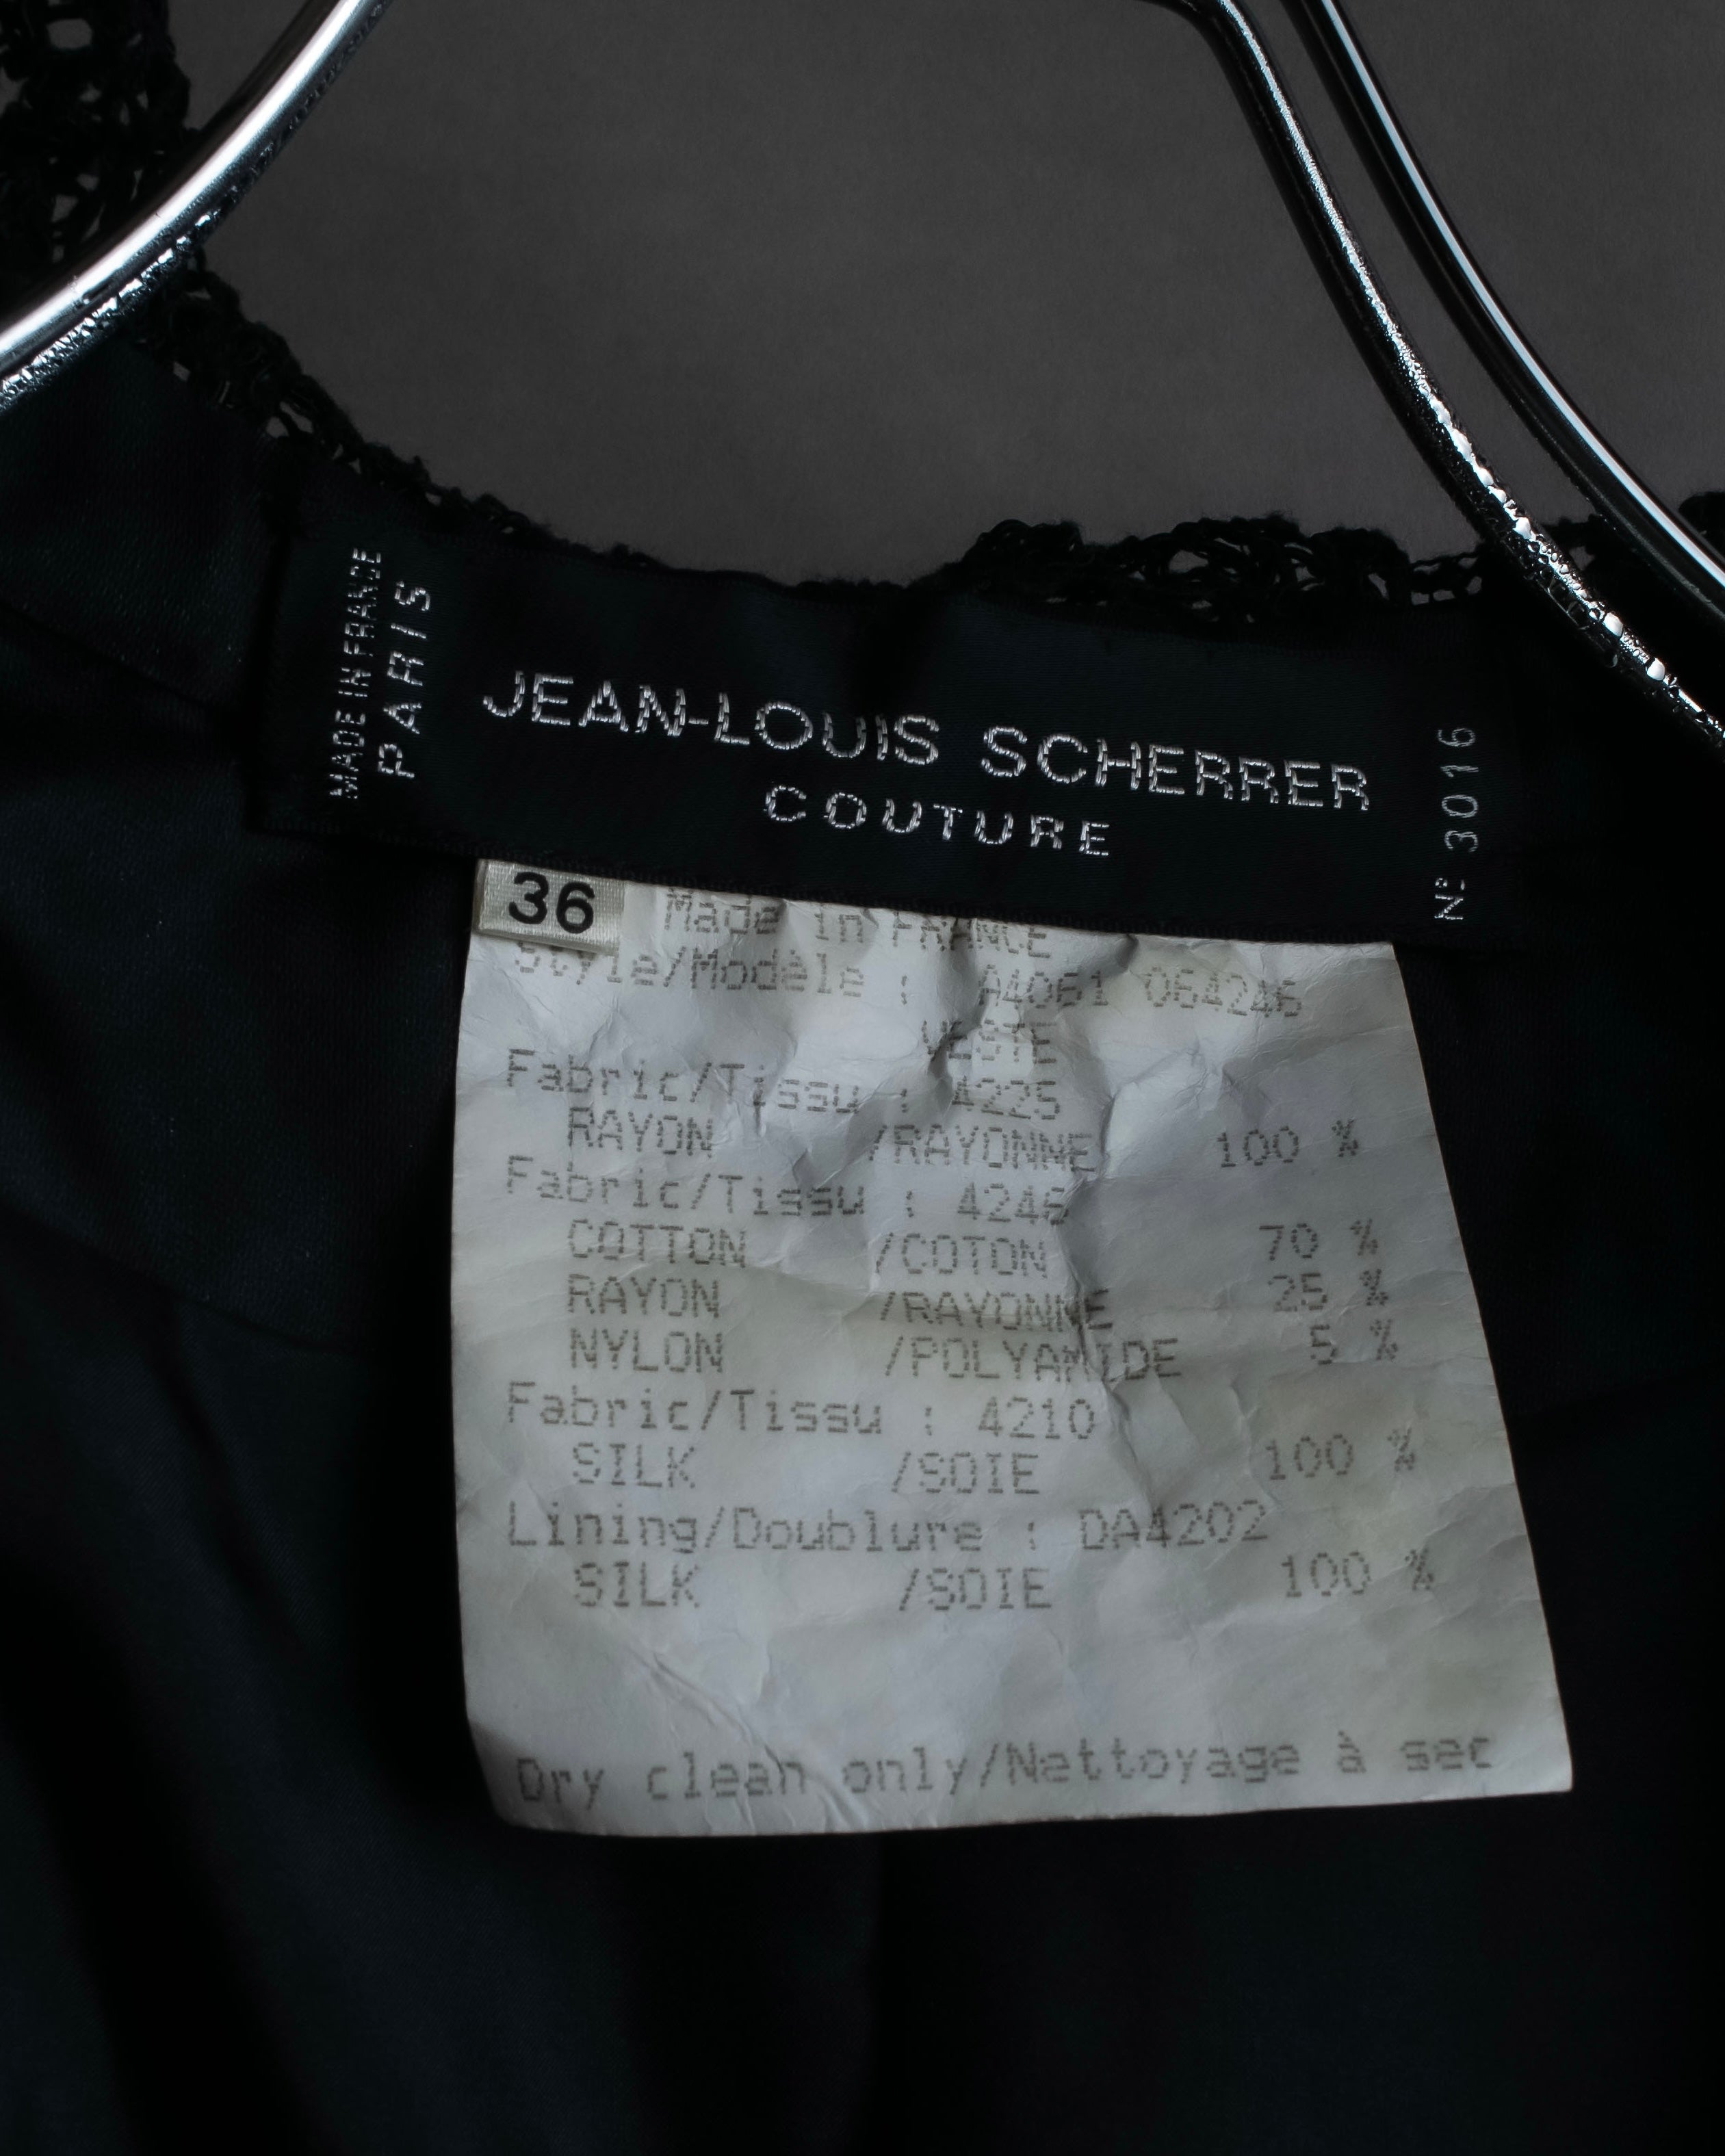 MADE IN FRANCE
PARIS
JEAN-LOUIS SCHERRER
COUTURE
N° 3016
36
Made in FRANCE
Style/Modèle : 064246
VESTE
Fabric/Tissu : 4225
RAYON /RAYONNE 100 %
Fabric/Tissu : 4246
COTTON /COTON 70 %
RAYON /RAYONNE 25 %
NYLON /POLYAMIDE 5 %
Fabric/Tissu : 4210
SILK /SOIE 100 %
Lining/Doublure : DA4202
SILK /SOIE 100 %
Dry clean only/Nettoyage à sec